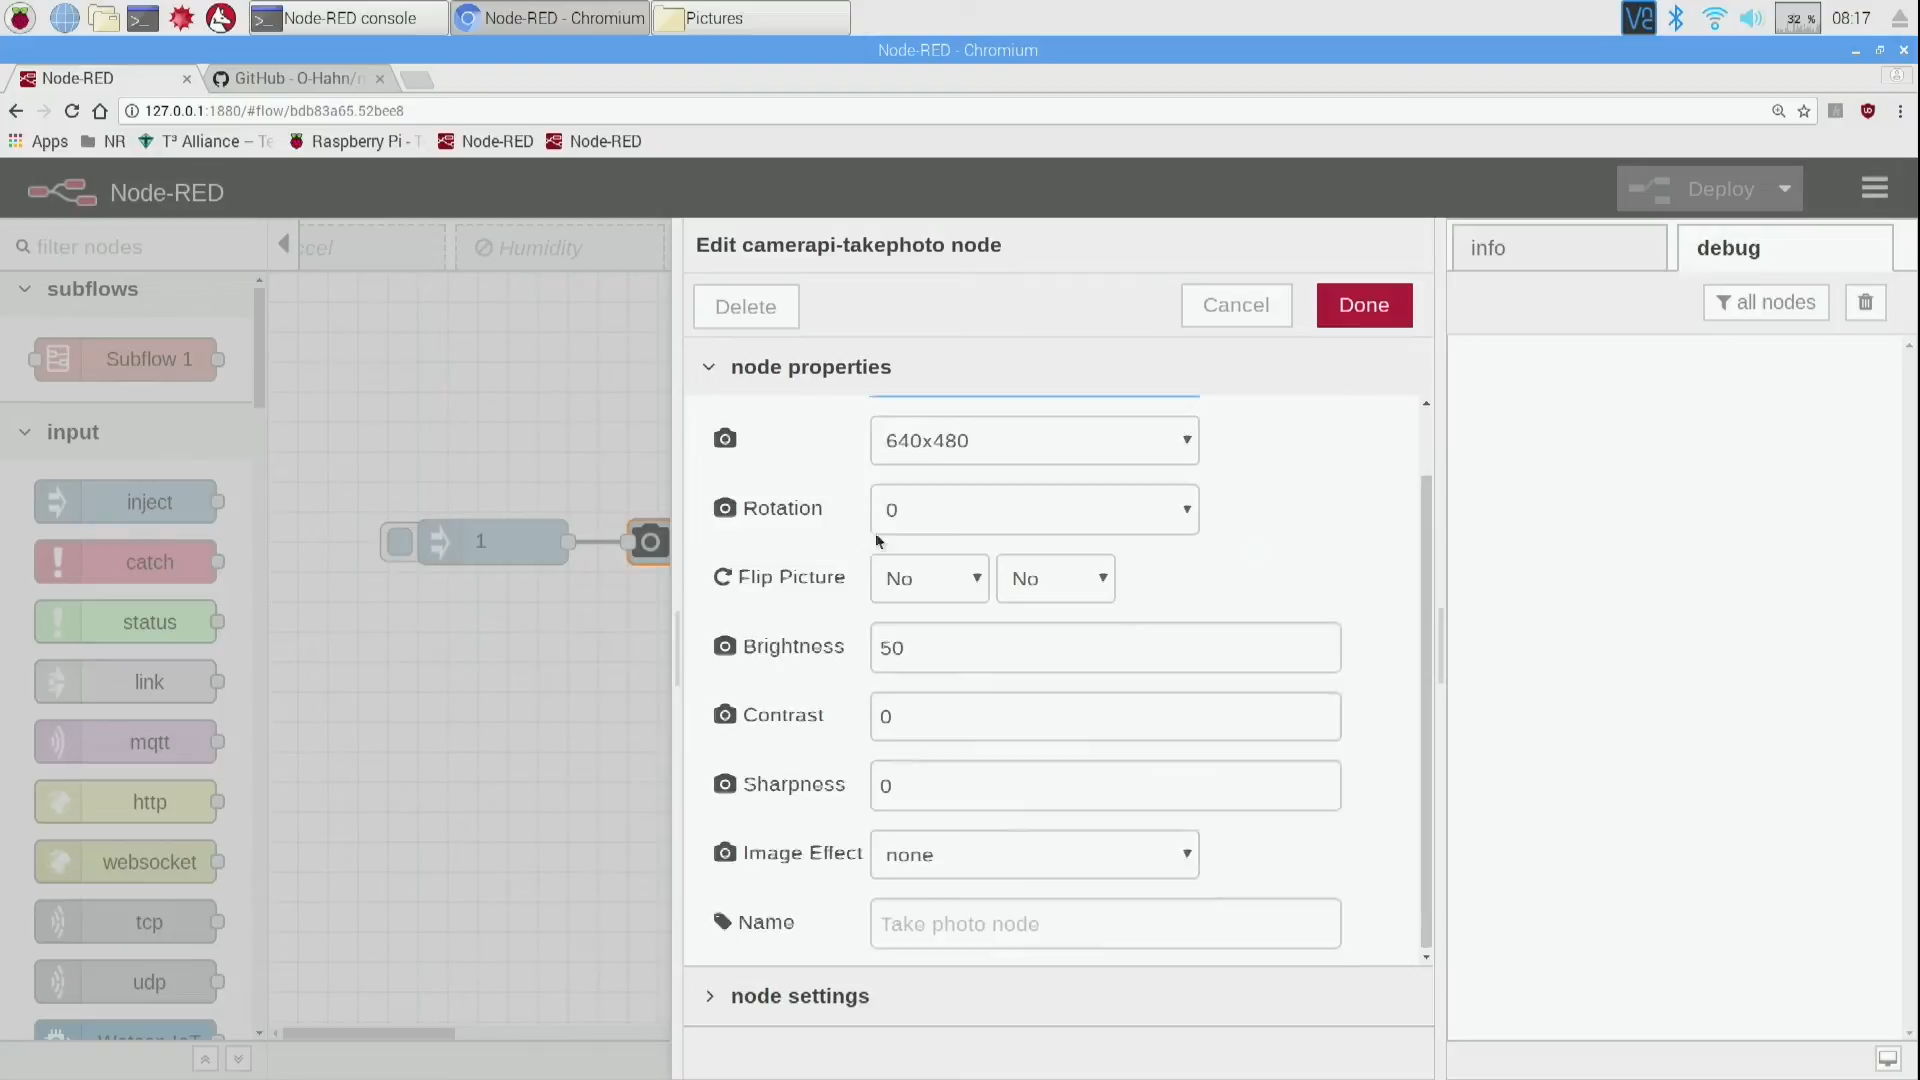 Node-RED console
Node-RED - Chromium
Pictures
32 %
08:17
Node-RED - Chromium
Node-RED
GitHub - O-Hahn/n
127.0.0.1:1880/#flow/bdb83a65.52bee8
Apps
NR
T³ Alliance – Te
Raspberry Pi - T
Node-RED
Node-RED
Node-RED
Deploy
filter nodes
Humidity
Edit camerapi-takephoto node
info
debug
subflows
Delete
Cancel
Done
all nodes
Subflow 1
node properties
input
640x480
inject
Rotation
0
1
catch
Flip Picture
No
No
status
Brightness
50
link
Contrast
0
mqtt
Sharpness
0
http
Image Effect
none
websocket
Name
Take photo node
tcp
udp
node settings